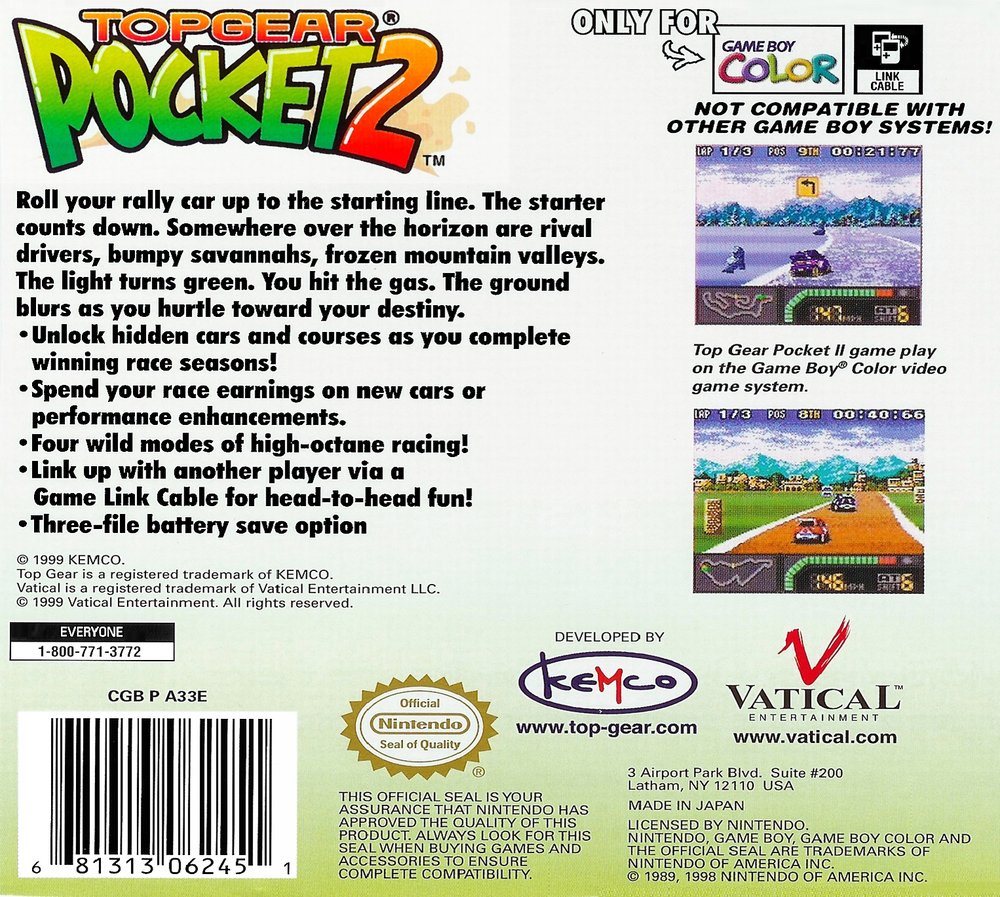 TOP GEAR®
POCKET 2™
ONLY FOR
GAME BOY
COLOR
LINK
CABLE
NOT COMPATIBLE WITH
OTHER GAME BOY SYSTEMS!
Roll your rally car up to the starting line. The starter
counts down. Somewhere over the horizon are rival
drivers, bumpy savannahs, frozen mountain valleys.
The light turns green. You hit the gas. The ground
blurs as you hurtle toward your destiny.
•Unlock hidden cars and courses as you complete
winning race seasons!
•Spend your race earnings on new cars or
performance enhancements.
•Four wild modes of high-octane racing!
•Link up with another player via a
Game Link Cable for head-to-head fun!
•Three-file battery save option
LAP 1/3 POS 9TH 00:21:77
147MPH AT SHIFT 6
Top Gear Pocket II game play
on the Game Boy® Color video
game system.
LAP 1/3 POS 8TH 00:40:66
146MPH AT SHIFT 6
© 1999 KEMCO.
Top Gear is a registered trademark of KEMCO.
Vatical is a registered trademark of Vatical Entertainment LLC.
© 1999 Vatical Entertainment. All rights reserved.
EVERYONE
1-800-771-3772
CGB P A33E
6 81313 06245 1
Official
Nintendo
Seal of Quality
®
THIS OFFICIAL SEAL IS YOUR
ASSURANCE THAT NINTENDO HAS
APPROVED THE QUALITY OF THIS
PRODUCT. ALWAYS LOOK FOR THIS
SEAL WHEN BUYING GAMES AND
ACCESSORIES TO ENSURE
COMPLETE COMPATIBILITY.
DEVELOPED BY
KEMCO
www.top-gear.com
V
VATICAL™
ENTERTAINMENT
www.vatical.com
3 Airport Park Blvd. Suite #200
Latham, NY 12110 USA
MADE IN JAPAN
LICENSED BY NINTENDO.
NINTENDO, GAME BOY, GAME BOY COLOR AND
THE OFFICIAL SEAL ARE TRADEMARKS OF
NINTENDO OF AMERICA INC.
© 1989, 1998 NINTENDO OF AMERICA INC.